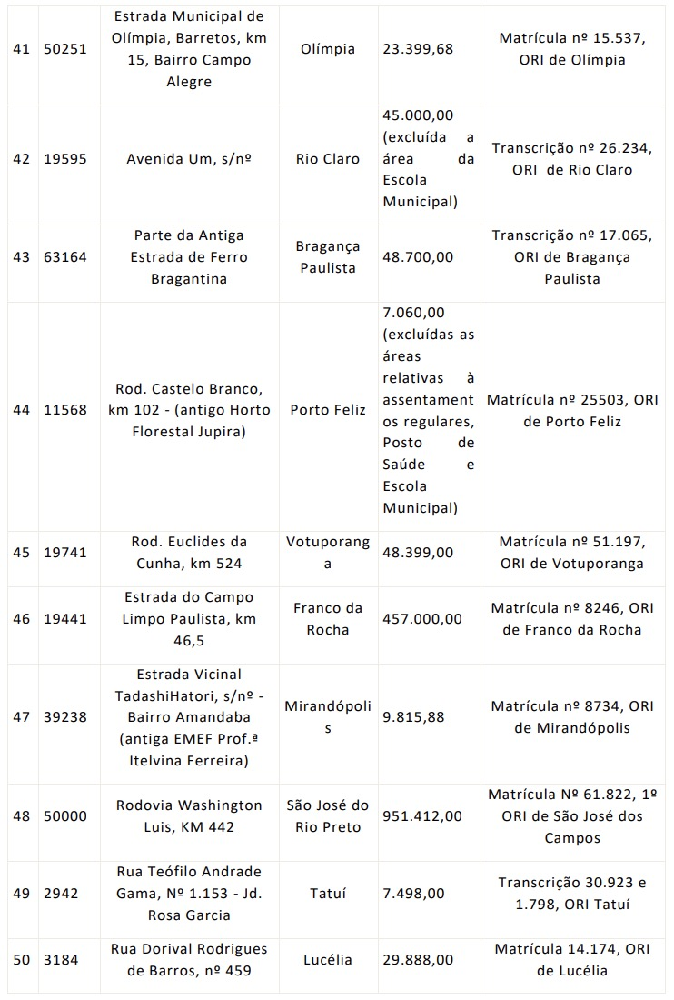 41 50251 Estrada Municipal de Olímpia, Barretos, km 15, Bairro Campo Alegre Olímpia 23.399,68 Matrícula nº 15.537, ORI de Olímpia
42 19595 Avenida Um, s/nº Rio Claro 45.000,00 (excluída a área da Escola Municipal) Transcrição nº 26.234, ORI de Rio Claro
43 63164 Parte da Antiga Estrada de Ferro Bragantina Bragança Paulista 48.700,00 Transcrição nº 17.065, ORI de Bragança Paulista
44 11568 Rod. Castelo Branco, km 102 - (antigo Horto Florestal Jupira) Porto Feliz 7.060,00 (excluídas as áreas relativas à assentament os regulares, Posto de Saúde e Escola Municipal) Matrícula nº 25503, ORI de Porto Feliz
45 19741 Rod. Euclides da Cunha, km 524 Votuporang a 48.399,00 Matrícula nº 51.197, ORI de Votuporanga
46 19441 Estrada do Campo Limpo Paulista, km 46,5 Franco da Rocha 457.000,00 Matrícula nº 8246, ORI de Franco da Rocha
47 39238 Estrada Vicinal TadashiHatori, s/nº - Bairro Amandaba (antiga EMEF Prof.ª Itelvina Ferreira) Mirandópoli s 9.815,88 Matrícula nº 8734, ORI de Mirandópolis
48 50000 Rodovia Washington Luis, KM 442 São José do Rio Preto 951.412,00 Matrícula Nº 61.822, 1º ORI de São José dos Campos
49 2942 Rua Teófilo Andrade Gama, Nº 1.153 - Jd. Rosa Garcia Tatuí 7.498,00 Transcrição 30.923 e 1.798, ORI Tatuí
50 3184 Rua Dorival Rodrigues de Barros, nº 459 Lucélia 29.888,00 Matrícula 14.174, ORI de Lucélia